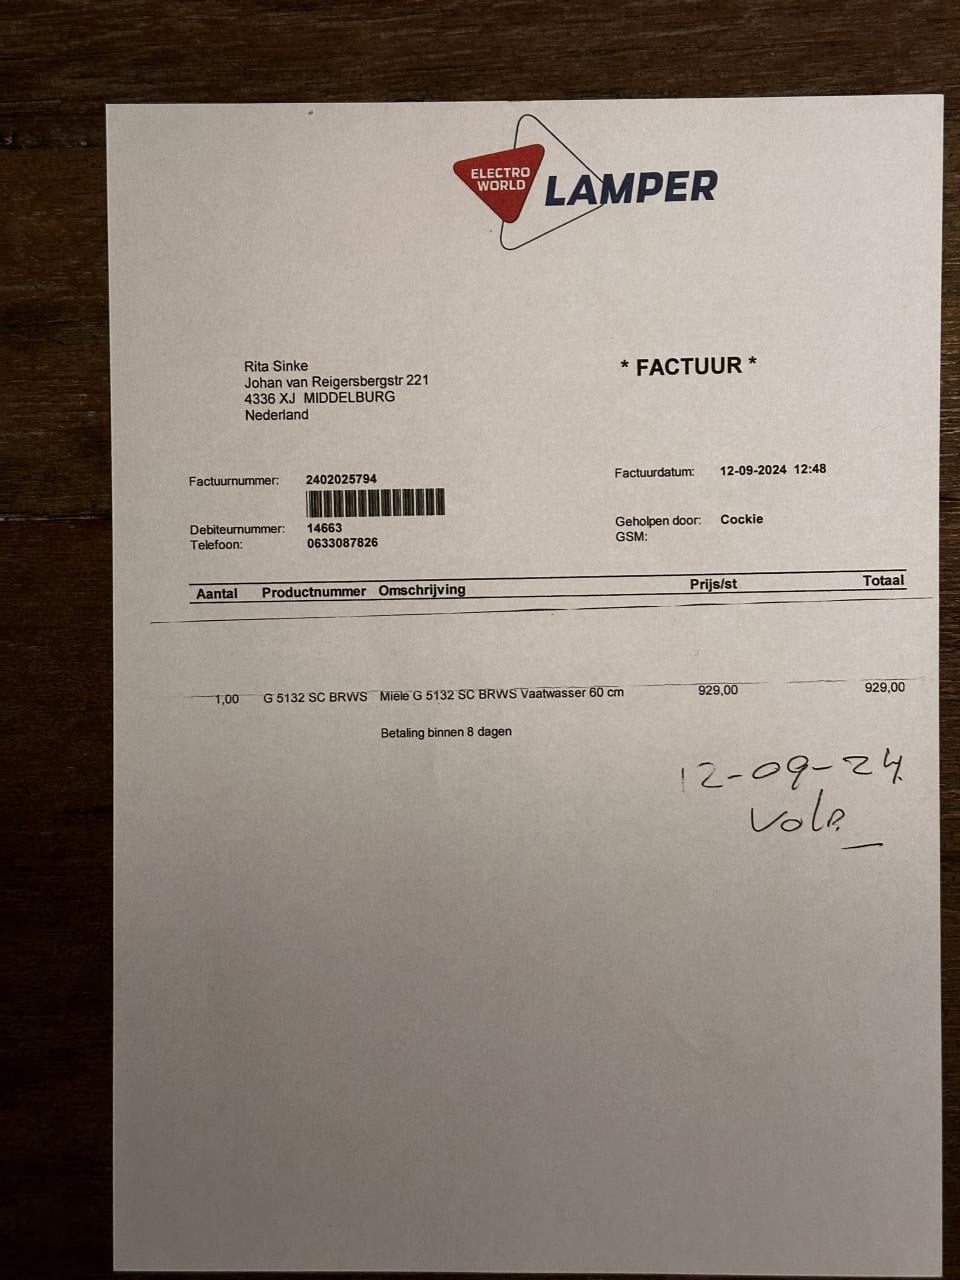 ELECTRO
WORLD
LAMPER
Rita Sinke
Johan van Reigersbergstr 221
4336 XJ MIDDELBURG
Nederland
* FACTUUR *
Factuurnummer: 2402025794
Factuurdatum: 12-09-2024 12:48
Debiteurnummer: 14663
Geholpen door: Cockie
Telefoon: 0633087826
GSM:
Aantal Productnummer Omschrijving Prijs/st Totaal
1,00 G 5132 SC BRWS Miele G 5132 SC BRWS Vaatwasser 60 cm 929,00 929,00
Betaling binnen 8 dagen
12-09-24